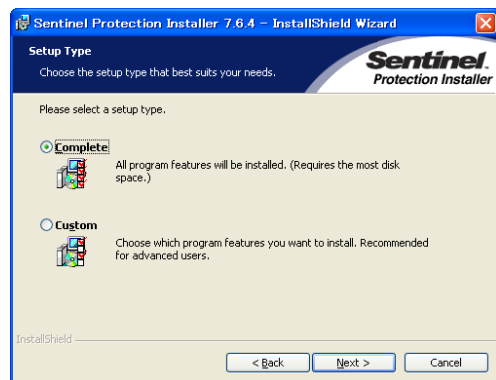 Sentinel Protection Installer 7.6.4 - InstallShield Wizard
Setup Type
Choose the setup type that best suits your needs.
Sentinel.
Protection Installer
Please select a setup type.
Complete
All program features will be installed. (Requires the most disk
space.)
Custom
Choose which program features you want to install. Recommended
for advanced users.
InstallShield
< Back
Next >
Cancel